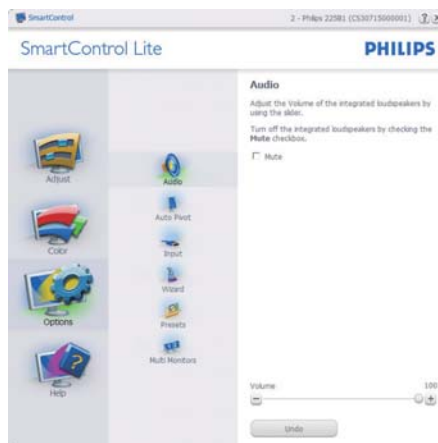 SmartControl
2 - Philips 225B1 (CS30715000001)
SmartControl Lite
PHILIPS
Adjust
Color
Options
Help
Audio
Auto Pivot
Input
Wizard
Presets
Multi Monitors
Audio
Adjust the Volume of the integrated loudspeakers by
using the slider.
Turn off the integrated loudspeakers by checking the
Mute checkbox.
Mute
Volume
100
Undo